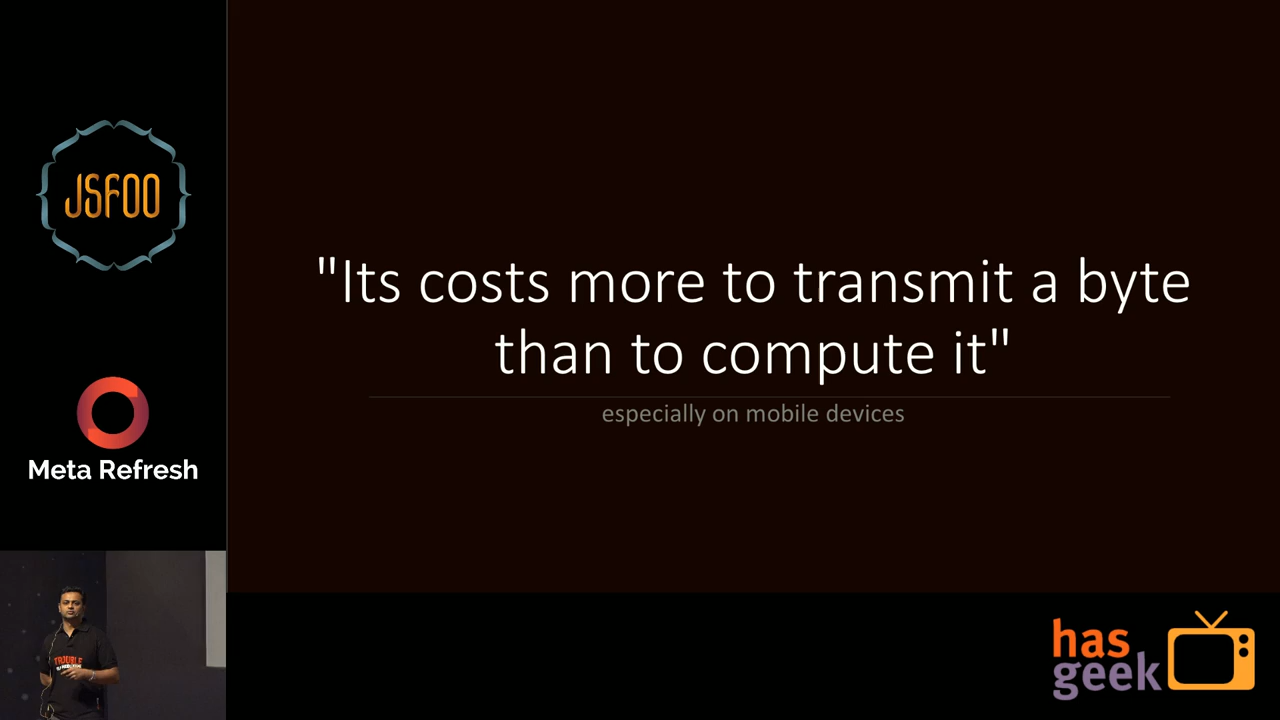 JSFOO
Meta Refresh
"Its costs more to transmit a byte
than to compute it"
especially on mobile devices
TROUBLE
has
geek